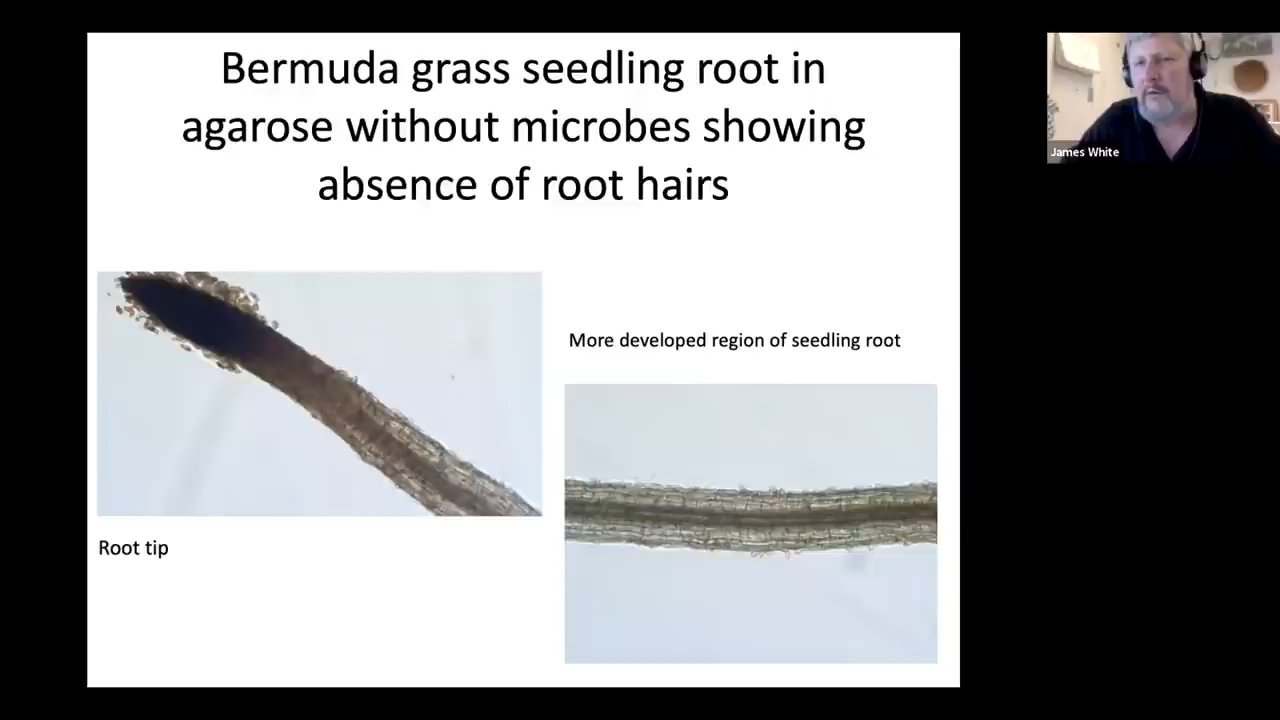 Bermuda grass seedling root in
agarose without microbes showing
absence of root hairs
James White
More developed region of seedling root
Root tip